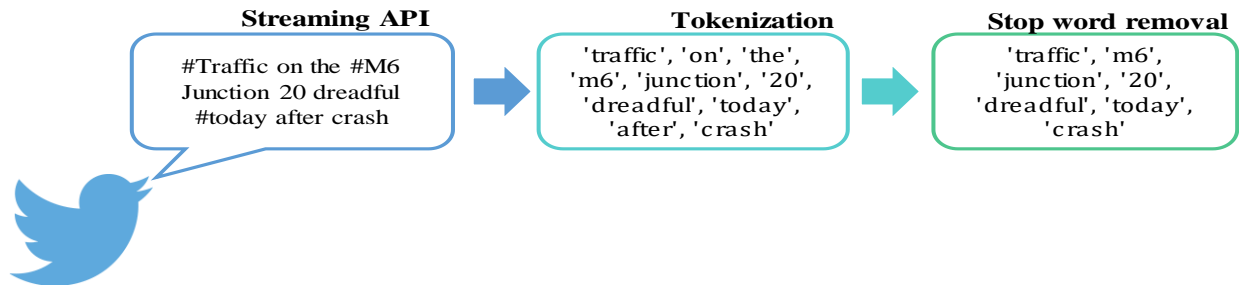 Streaming API
#Traffic on the #M6
Junction 20 dreadful
#today after crash
Tokenization
'traffic', 'on', 'the',
'm6', 'junction', '20',
'dreadful', 'today',
'after', 'crash'
Stop word removal
'traffic', 'm6',
'junction', '20',
'dreadful', 'today',
'crash'